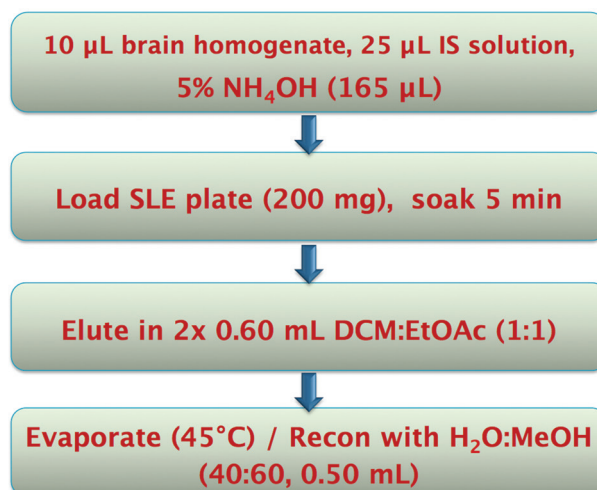 10 µL brain homogenate, 25 µL IS solution,
5% NH₄OH (165 µL)
Load SLE plate (200 mg),  soak 5 min
Elute in 2x 0.60 mL DCM:EtOAc (1:1)
Evaporate (45°C) / Recon with H₂O:MeOH
(40:60, 0.50 mL)